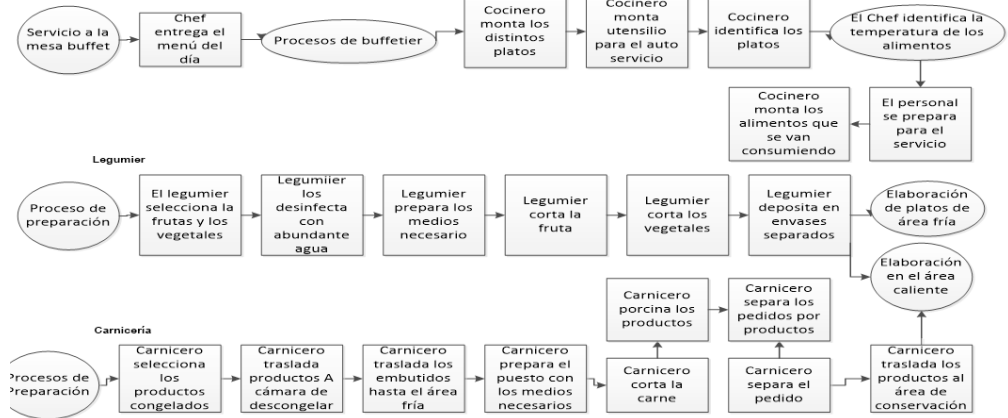 Servicio a la
mesa buffet
Chef
entrega el
menú del
día
Procesos de buffetier
Cocinero
monta los
distintos
platos
Cocinero
monta
utensilio
para el auto
servicio
Cocinero
identifica los
platos
El Chef identifica la
temperatura de los
alimentos
Cocinero
monta los
alimentos que
se van
consumiendo
El personal
se prepara
para el
servicio
Legumier
Proceso de
preparación
El legumier
selecciona la
frutas y los
vegetales
Legumiier
los
desinfecta
con
abundante
agua
Legumier
prepara los
medios
necesario
Legumier
corta la
fruta
Legumier
corta los
vegetales
Legumier
deposita en
envases
separados
Elaboración
de platos de
área fría
Elaboración
en el área
caliente
Carnicero
porcina los
productos
Carnicero
separa los
pedidos por
productos
Carnicería
Procesos de
Preparación
Carnicero
selecciona
los
productos
congelados
Carnicero
traslada
productos A
cámara de
descongelar
Carnicero
traslada los
embutidos
hasta el área
fría
Carnicero
prepara el
puesto con
los medios
necesarios
Carnicero
corta la
carne
Carnicero
separa el
pedido
Carnicero
traslada los
productos al
área de
conservación